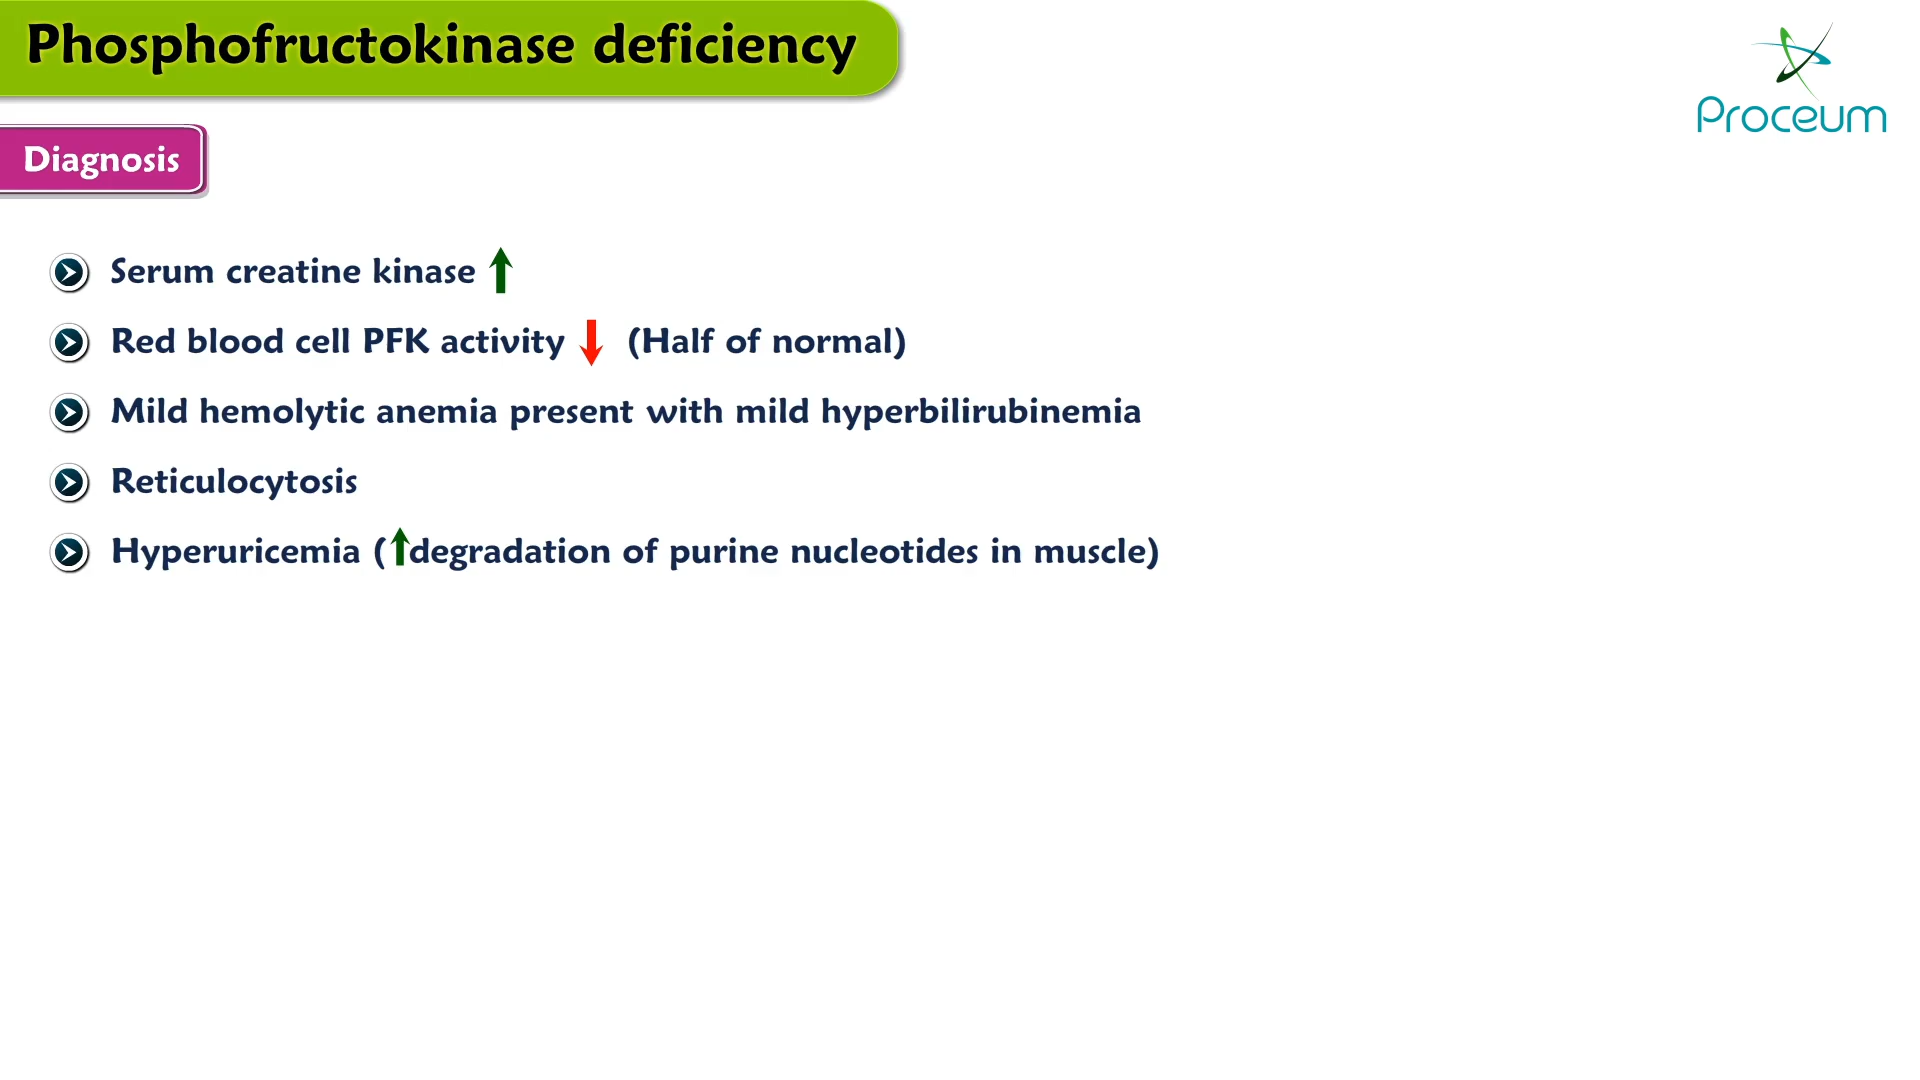 Phosphofructokinase deficiency
Proceum
Diagnosis
Serum creatine kinase ↑
Red blood cell PFK activity ↓ (Half of normal)
Mild hemolytic anemia present with mild hyperbilirubinemia
Reticulocytosis
Hyperuricemia (↑degradation of purine nucleotides in muscle)